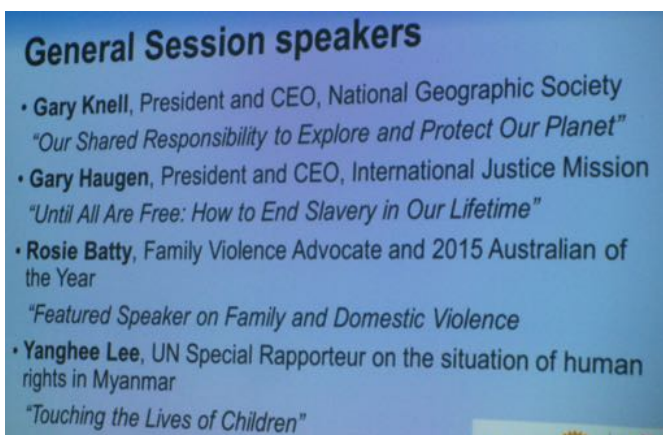 General Session speakers
• Gary Knell, President and CEO, National Geographic Society
“Our Shared Responsibility to Explore and Protect Our Planet”
• Gary Haugen, President and CEO, International Justice Mission
“Until All Are Free: How to End Slavery in Our Lifetime”
• Rosie Batty, Family Violence Advocate and 2015 Australian of
the Year
“Featured Speaker on Family and Domestic Violence
• Yanghee Lee, UN Special Rapporteur on the situation of human
rights in Myanmar
“Touching the Lives of Children”